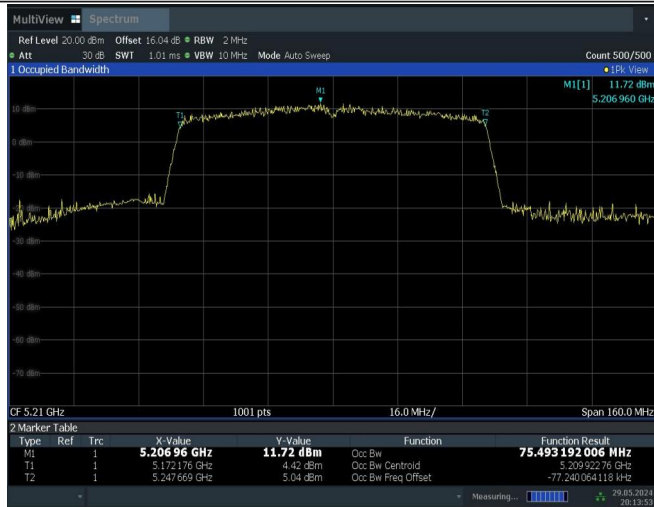 MultiView Spectrum
Ref Level 20.00 dBm Offset 16.04 dB RBW 2 MHz
Att 30 dB SWT 1.01 ms VBW 10 MHz Mode Auto Sweep Count 500/500
1 Occupied Bandwidth 1Pk View
M1[1] 11.72 dBm
5.206 960 GHz
M1
10 dBm
T1
T2
0 dBm
-10 dBm
-20 dBm
-30 dBm
-40 dBm
-50 dBm
-60 dBm
-70 dBm
CF 5.21 GHz 1001 pts 16.0 MHz/ Span 160.0 MHz
2 Marker Table
Type Ref Trc X-Value Y-Value Function Function Result
M1 1 5.206 96 GHz 11.72 dBm Occ Bw 75.493 192 006 MHz
T1 1 5.172 176 GHz 4.42 dBm Occ Bw Centroid 5.209 922 76 GHz
T2 1 5.247 669 GHz 5.04 dBm Occ Bw Freq Offset -77.240 064 118 kHz
Measuring... 29.05.2024
20:13:53